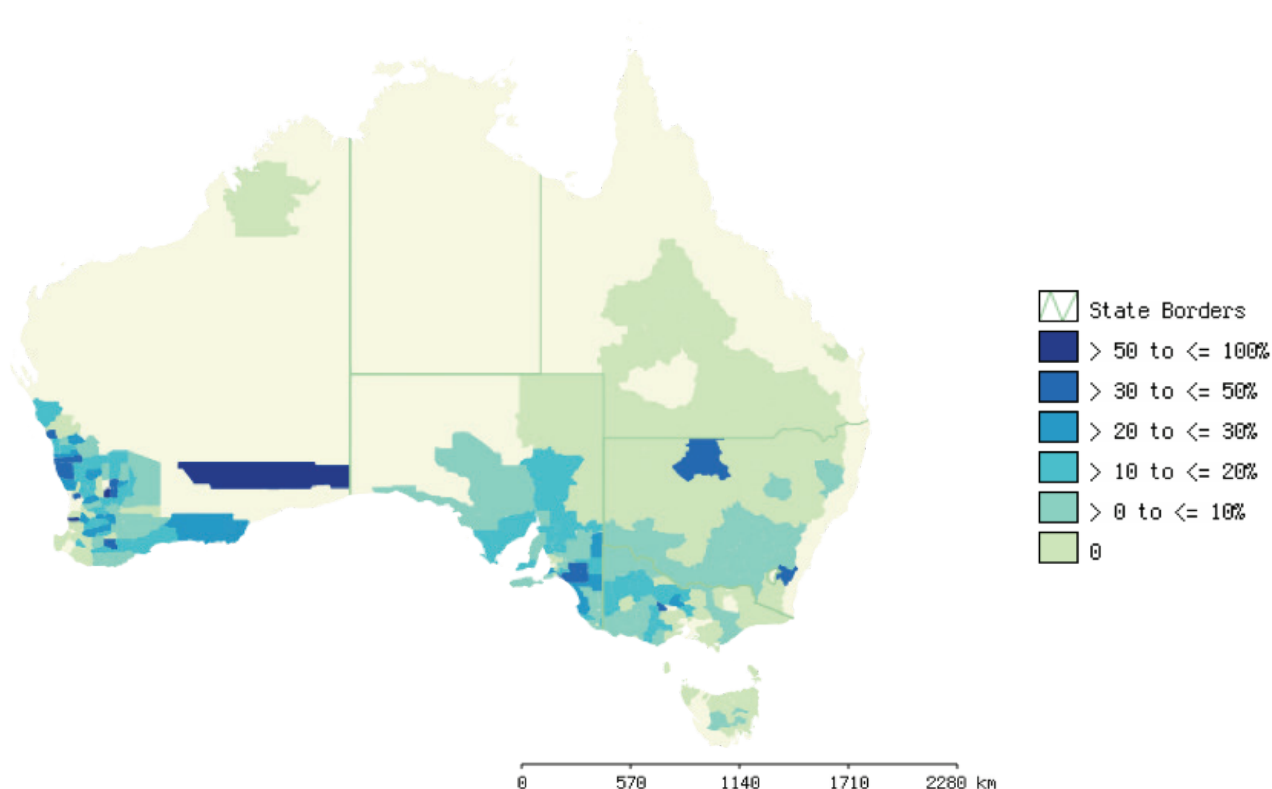 State Borders
> 50 to <= 100%
> 30 to <= 50%
> 20 to <= 30%
> 10 to <= 20%
> 0 to <= 10%
0
0 570 1140 1710 2280 km